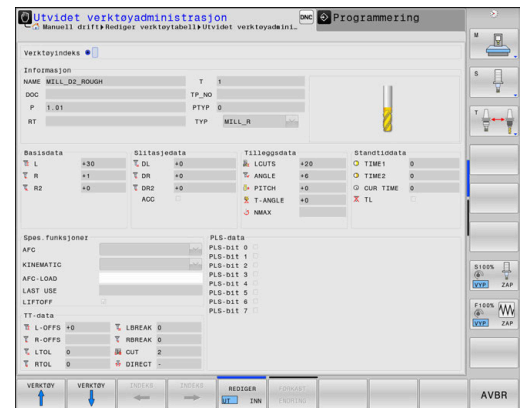 Utvidet verktøyadministrasjon
DNC
Programmering
Manuell drift▸Rediger verktøytabell▸Utvidet verktøyadmini…
Verktøyindeks
Informasjon
NAME MILL_D2_ROUGH T 1
DOC TP_NO
P 1.01 PTYP 0
RT TYP MILL_R
Basisdata Slitasjedata Tilleggsdata Standtiddata
L +30 DL +0 LCUTS +20 TIME1 0
R +1 DR +0 ANGLE +6 TIME2 0
R2 +0 DR2 +0 PITCH +0 CUR TIME 0
ACC T-ANGLE +0 TL
NMAX
Spes.funksjoner PLS-data
AFC PLS-bit 0
PLS-bit 1
KINEMATIC PLS-bit 2
AFC-LOAD PLS-bit 3
PLS-bit 4
LAST USE PLS-bit 5
LIFTOFF PLS-bit 6
PLS-bit 7
TT-data
L-OFFS +0 LBREAK 0
R-OFFS RBREAK 0
LTOL 0 CUT 2
RTOL 0 DIRECT -
M
S
T
S100%
VYP ZAP
F100%
VYP ZAP
VERKTØY
VERKTØY
INDEKS
INDEKS
REDIGER
UT INN
FORKAST
ENDRING
AVBR